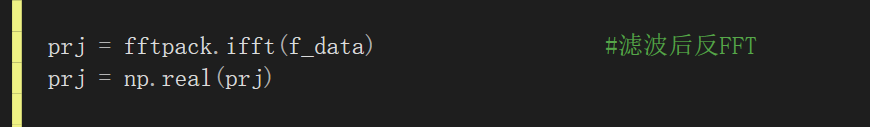 prj = fftpack.ifft(f_data) #滤波后反FFT
prj = np.real(prj)